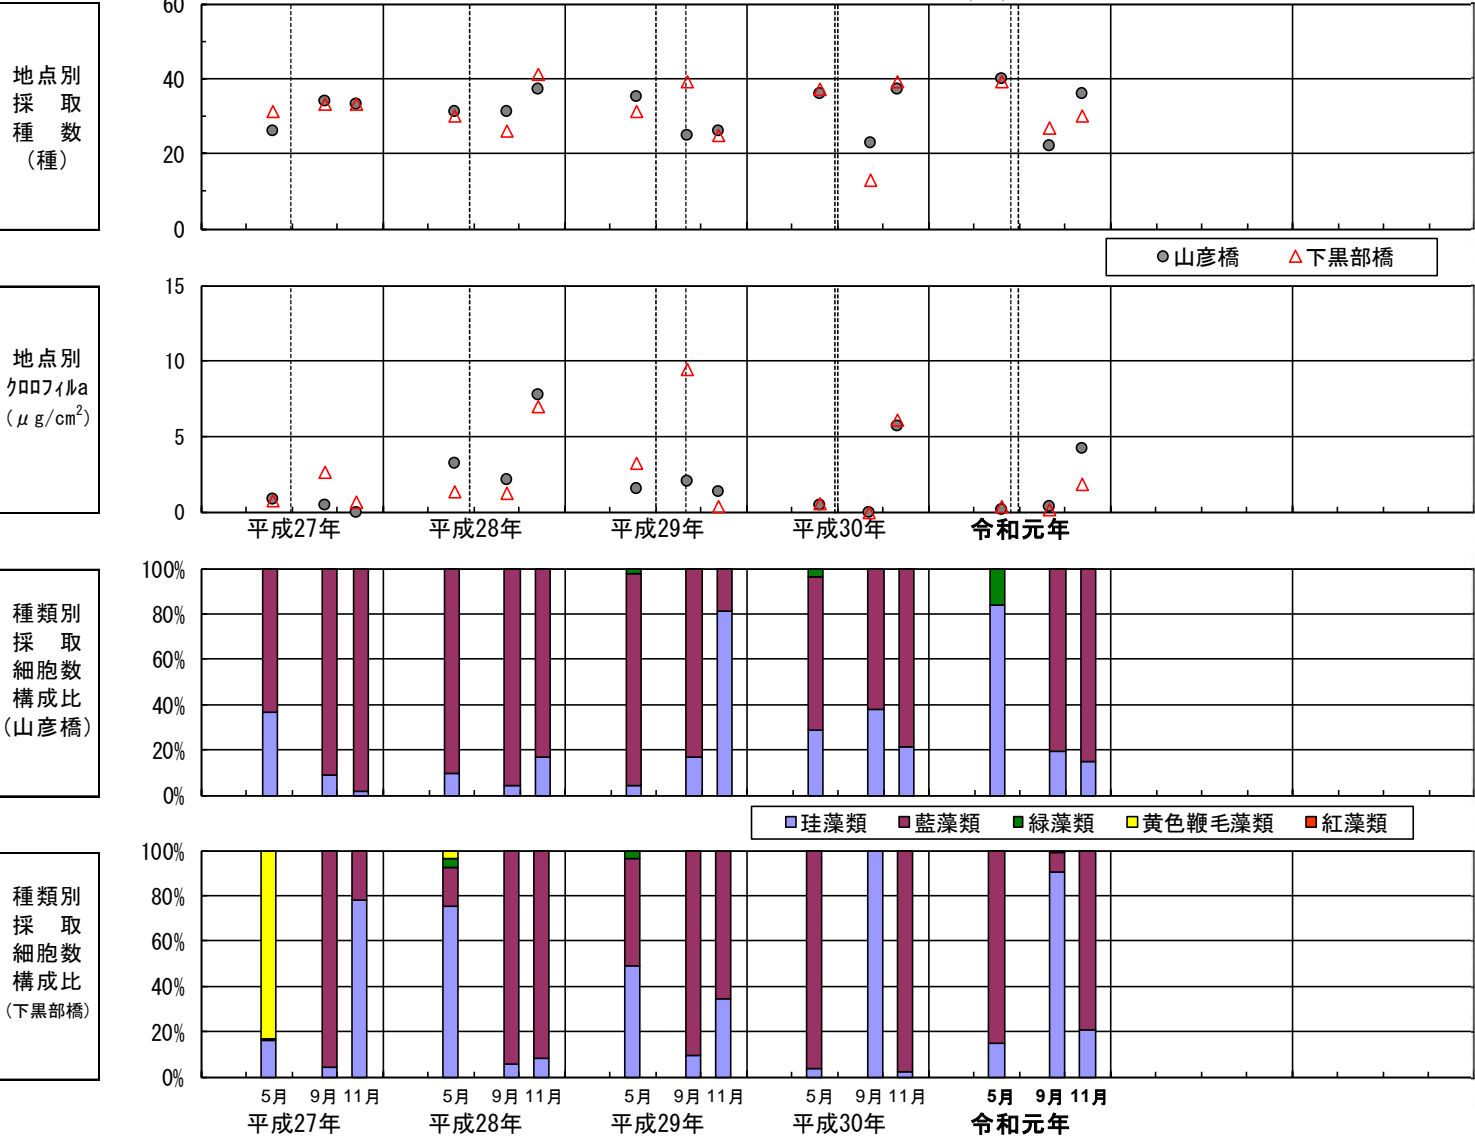 地点別
採　取
種　数
（種）
60
40
20
0
山彦橋　下黒部橋
地点別
クロロフィルa
（μg/cm²）
15
10
5
0
平成27年　平成28年　平成29年　平成30年　令和元年
種類別
採　取
細胞数
構成比
（山彦橋）
100%
80%
60%
40%
20%
0%
珪藻類　藍藻類　緑藻類　黄色鞭毛藻類　紅藻類
種類別
採　取
細胞数
構成比
（下黒部橋）
100%
80%
60%
40%
20%
0%
5月　9月　11月　5月　9月　11月　5月　9月　11月　5月　9月　11月　5月　9月　11月
平成27年　平成28年　平成29年　平成30年　令和元年